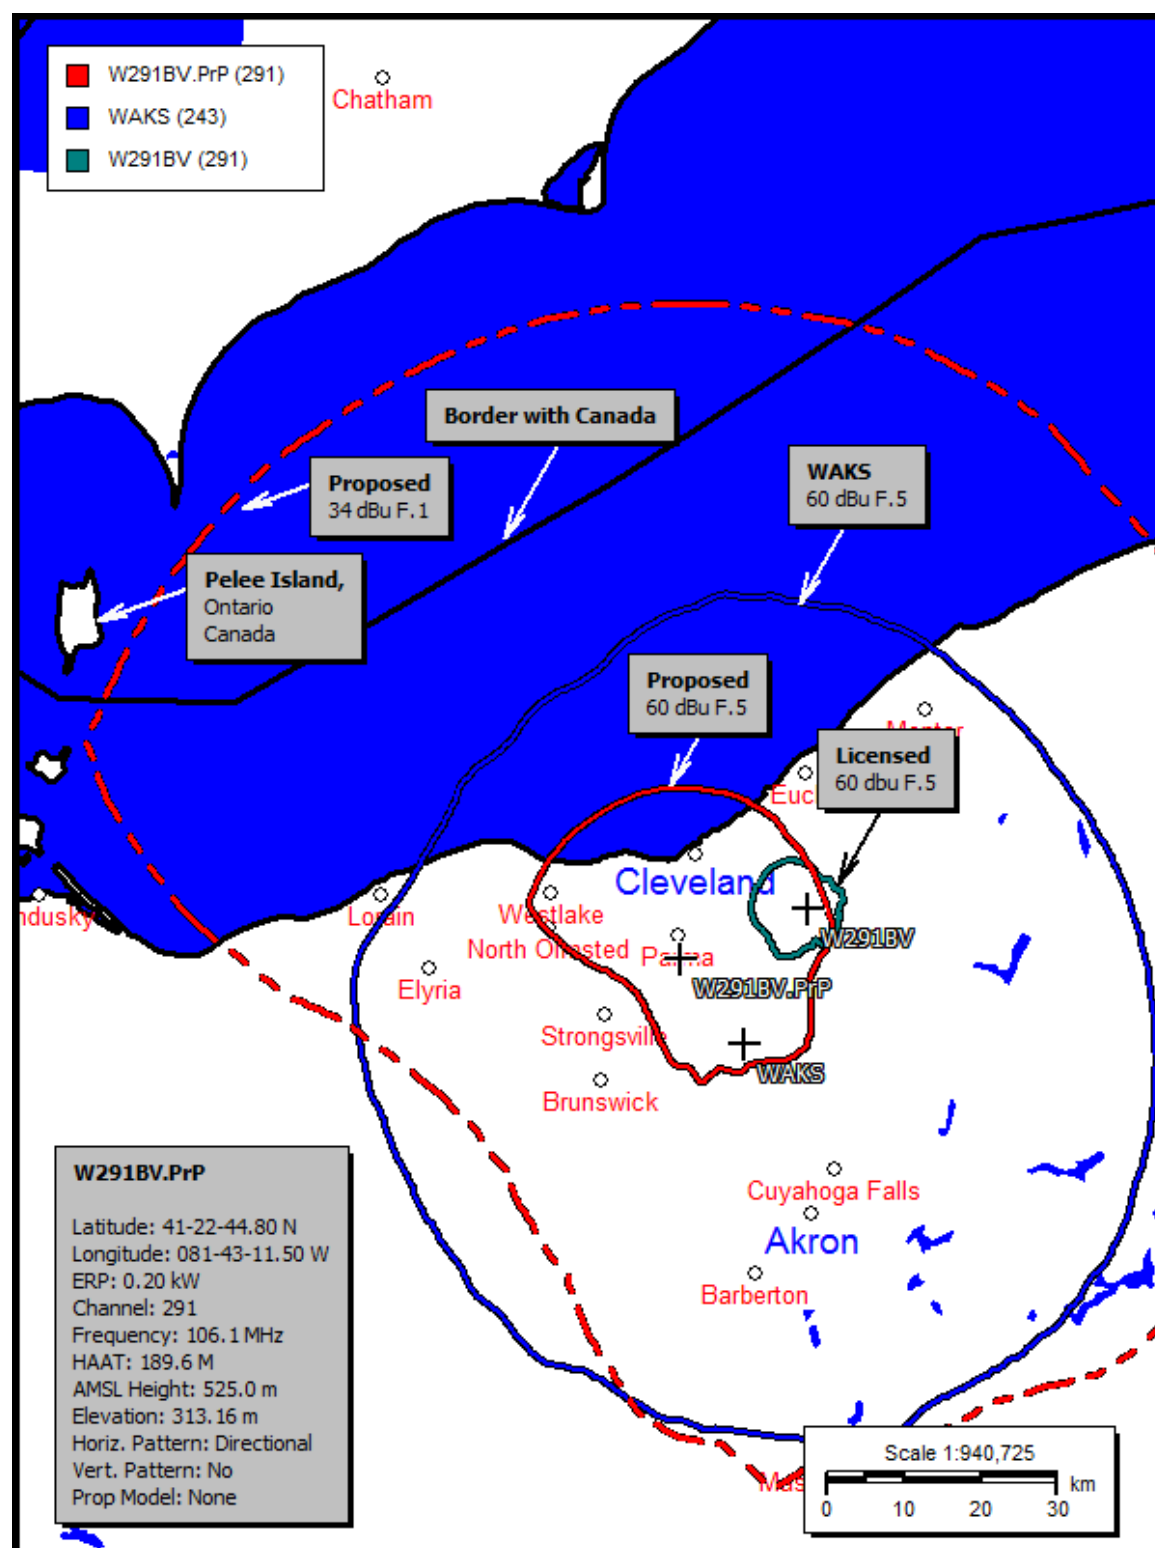 W291BV.PrP (291)
WAKS (243)
W291BV (291)
Chatham
Border with Canada
WAKS
60 dBu F.5
Proposed
34 dBu F.1
Pelee Island,
Ontario
Canada
Proposed
60 dBu F.5
Licensed
60 dbu F.5
Cleveland
Westlake
Lorain
North Olmsted
Parma
W291BV
Elyria
W291BV.PrP
Strongsville
WAKS
Brunswick
Cuyahoga Falls
Akron
Barberton
W291BV.PrP
Latitude: 41-22-44.80 N
Longitude: 081-43-11.50 W
ERP: 0.20 kW
Channel: 291
Frequency: 106.1 MHz
HAAT: 189.6 M
AMSL Height: 525.0 m
Elevation: 313.16 m
Horiz. Pattern: Directional
Vert. Pattern: No
Prop Model: None
Scale 1:940,725
0 10 20 30 km